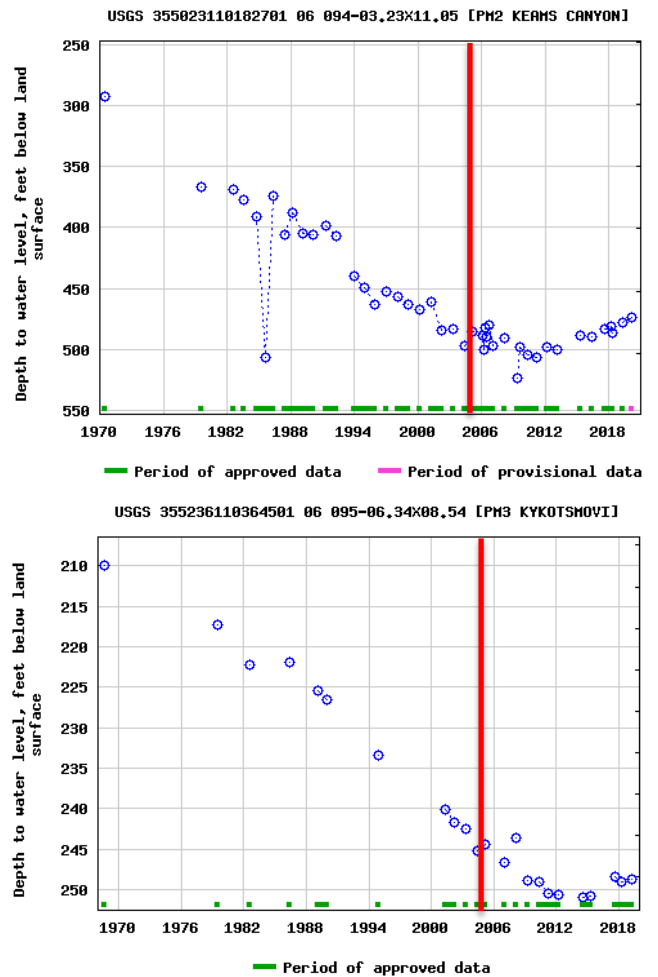 USGS 355023110182701 06 094-03.23X11.05 [PM2 KEAMS CANYON]
Depth to water level, feet below land
surface
250
300
350
400
450
500
550
1970 1976 1982 1988 1994 2000 2006 2012 2018
Period of approved data Period of provisional data
USGS 355236110364501 06 095-06.34X08.54 [PM3 KYKOTSMOVI]
Depth to water level, feet below land
surface
210
215
220
225
230
235
240
245
250
1970 1976 1982 1988 1994 2000 2006 2012 2018
Period of approved data